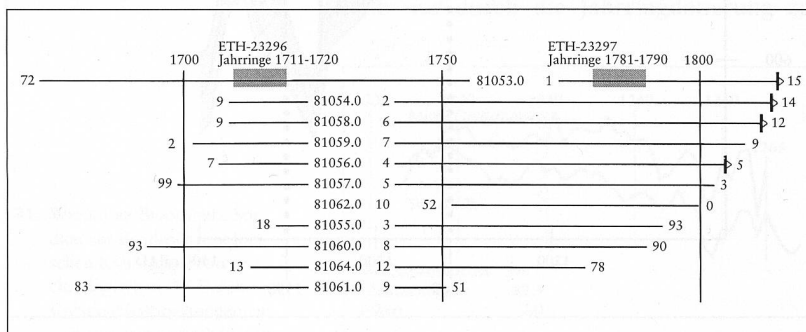 ETH-23296 ETH-23297
1700 Jahrringe 1711-1720 1750 Jahrringe 1781-1790 1800
72 81053.0 1 15
9 81054.0 2 14
9 81058.0 6 12
2 81059.0 7 9
7 81056.0 4 5
99 81057.0 5 3
81062.0 10 52 0
18 81055.0 3 93
93 81060.0 8 90
13 81064.0 12 78
83 81061.0 9 51